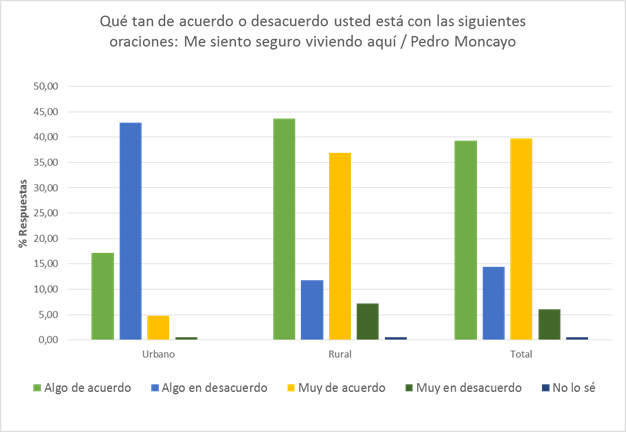 Qué tan de acuerdo o desacuerdo usted está con las siguientes
oraciones: Me siento seguro viviendo aquí / Pedro Moncayo
50,00
45,00
40,00
35,00
30,00
25,00
20,00
15,00
10,00
5,00
0,00
% Respuestas
Urbano Rural Total
Algo de acuerdo Algo en desacuerdo Muy de acuerdo Muy en desacuerdo No lo sé